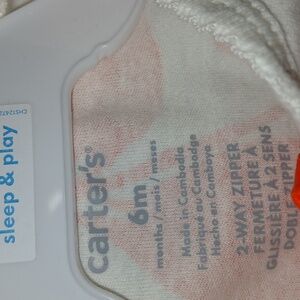 CHS12472
sleep & play
carter's®
6m
months / mois / meses
Made in Cambodia
Fabriqué au Cambodge
Hecho en Camboya
2-WAY ZIPPER
FERMETURE À
GLISSIÈRE À 2 SENS
DOBLE
ZIPPER